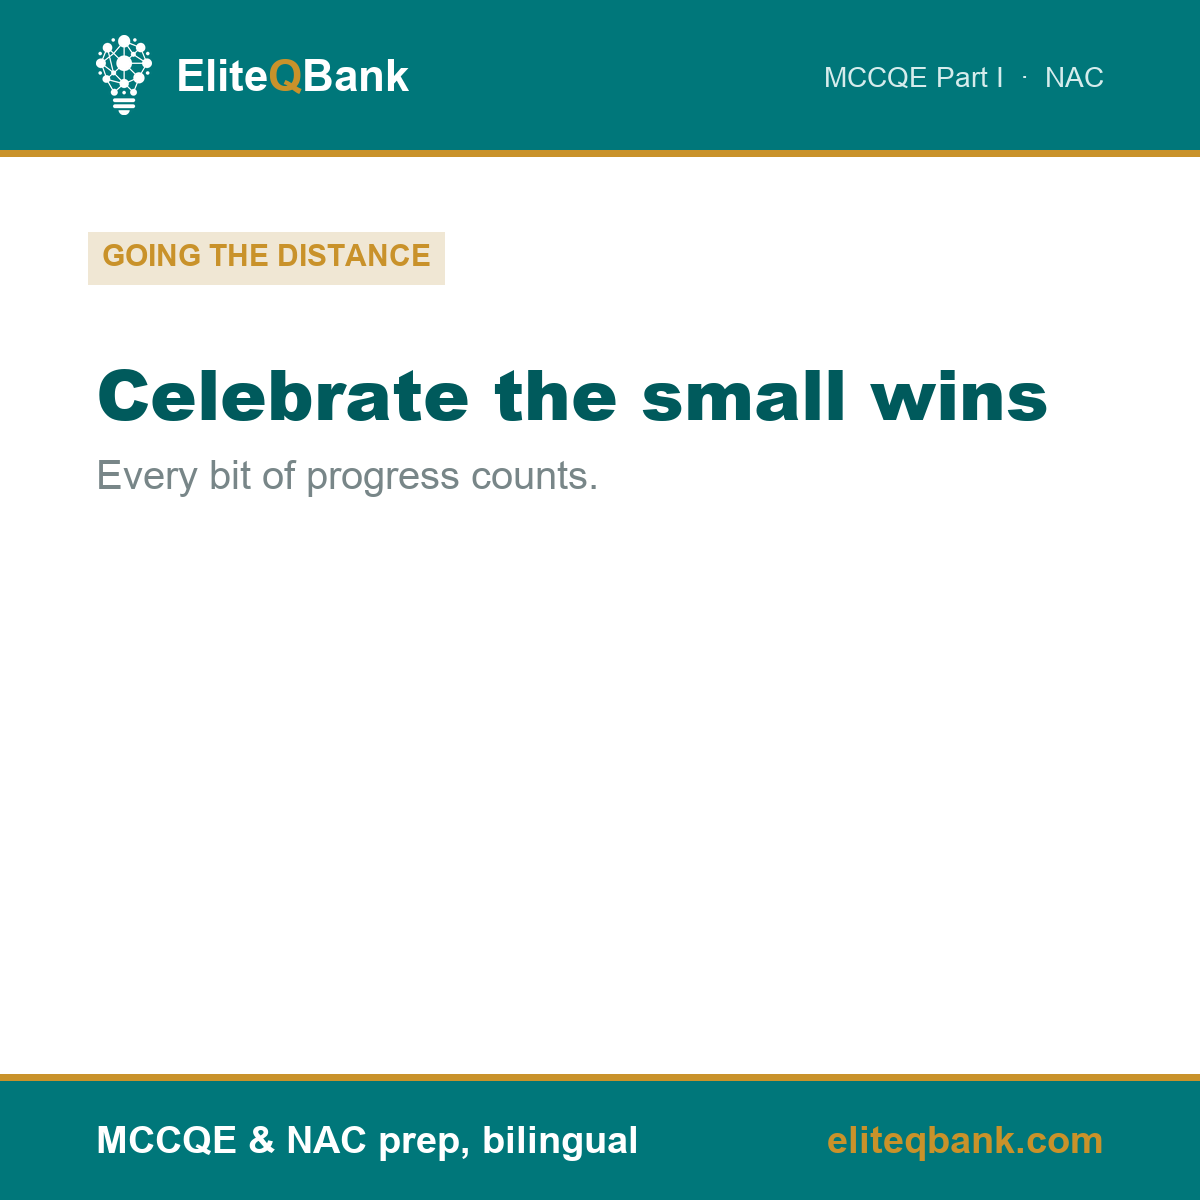 EliteQBank
MCCQE Part I · NAC
GOING THE DISTANCE
Celebrate the small wins
Every bit of progress counts.
MCCQE & NAC prep, bilingual
eliteqbank.com